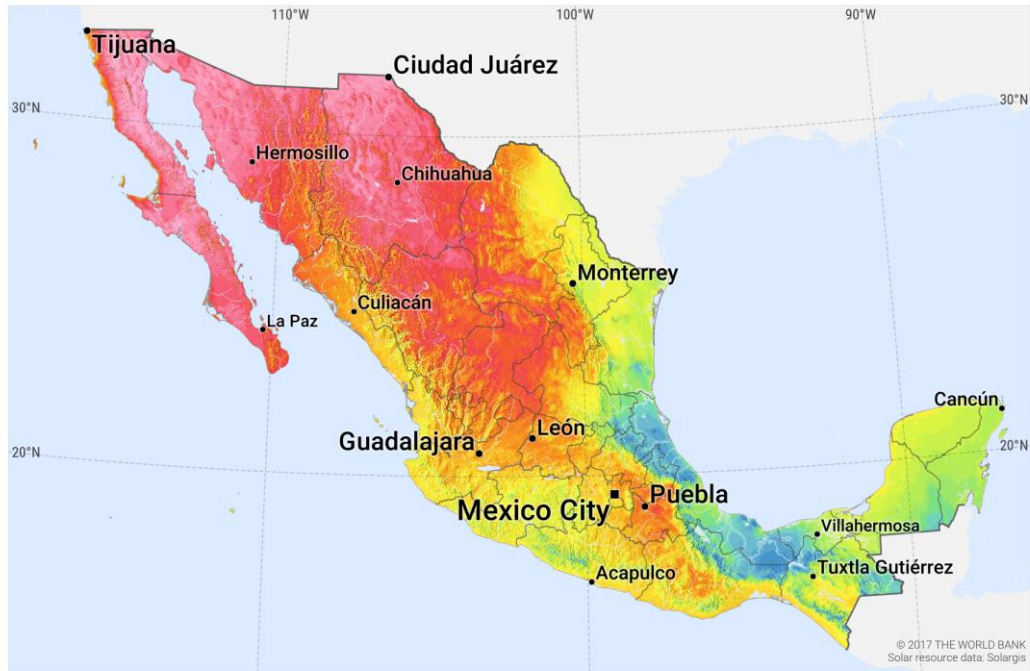 110°W
100°W
90°W
Tijuana
Ciudad Juárez
30°N
30°N
Hermosillo
Chihuahua
Monterrey
Culiacán
La Paz
Cancún
León
Guadalajara
20°N
20°N
Puebla
Mexico City
Villahermosa
Tuxtla Gutiérrez
Acapulco
© 2017 THE WORLD BANK
Solar resource data: Solargis